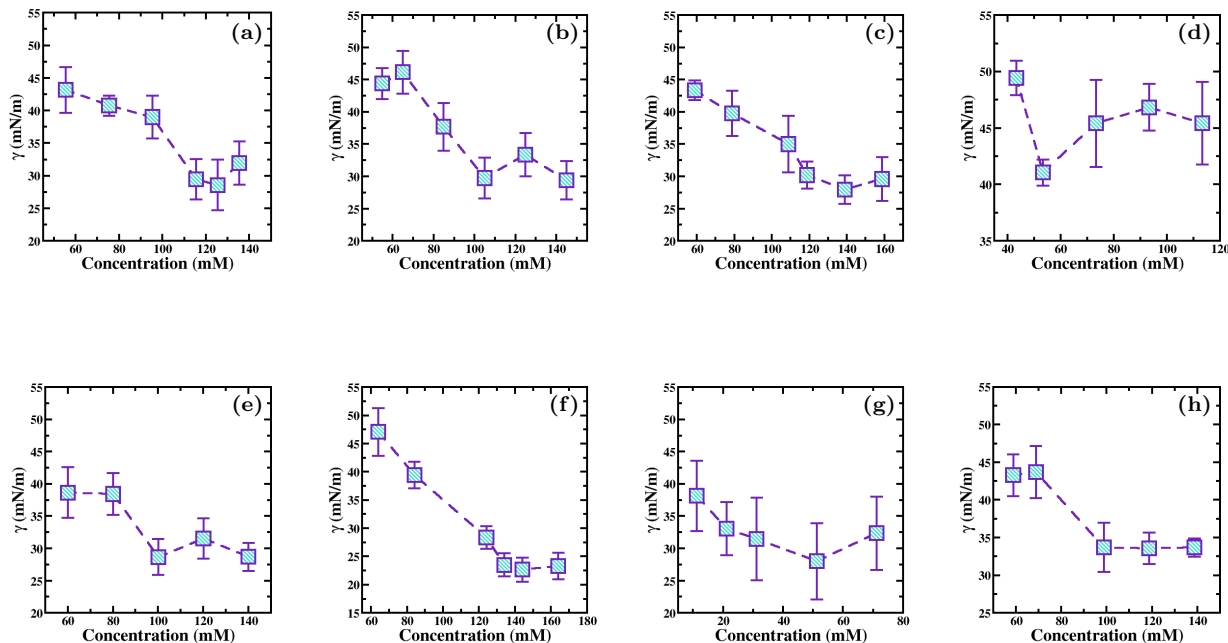 55
50
45
40
35
30
25
20
γ (mN/m)
60 80 100 120 140
Concentration (mM)
(a)
55
50
45
40
35
30
25
20
γ (mN/m)
60 80 100 120 140
Concentration (mM)
(b)
55
50
45
40
35
30
25
20
γ (mN/m)
60 80 100 120 140 160
Concentration (mM)
(c)
55
50
45
40
35
γ (mN/m)
40 60 80 100 120
Concentration (mM)
(d)
55
50
45
40
35
30
25
20
γ (mN/m)
60 80 100 120 140
Concentration (mM)
(e)
55
50
45
40
35
30
25
20
15
γ (mN/m)
60 80 100 120 140 160 180
Concentration (mM)
(f)
55
50
45
40
35
30
25
20
γ (mN/m)
0 20 40 60 80
Concentration (mM)
(g)
55
50
45
40
35
30
25
γ (mN/m)
60 80 100 120 140
Concentration (mM)
(h)